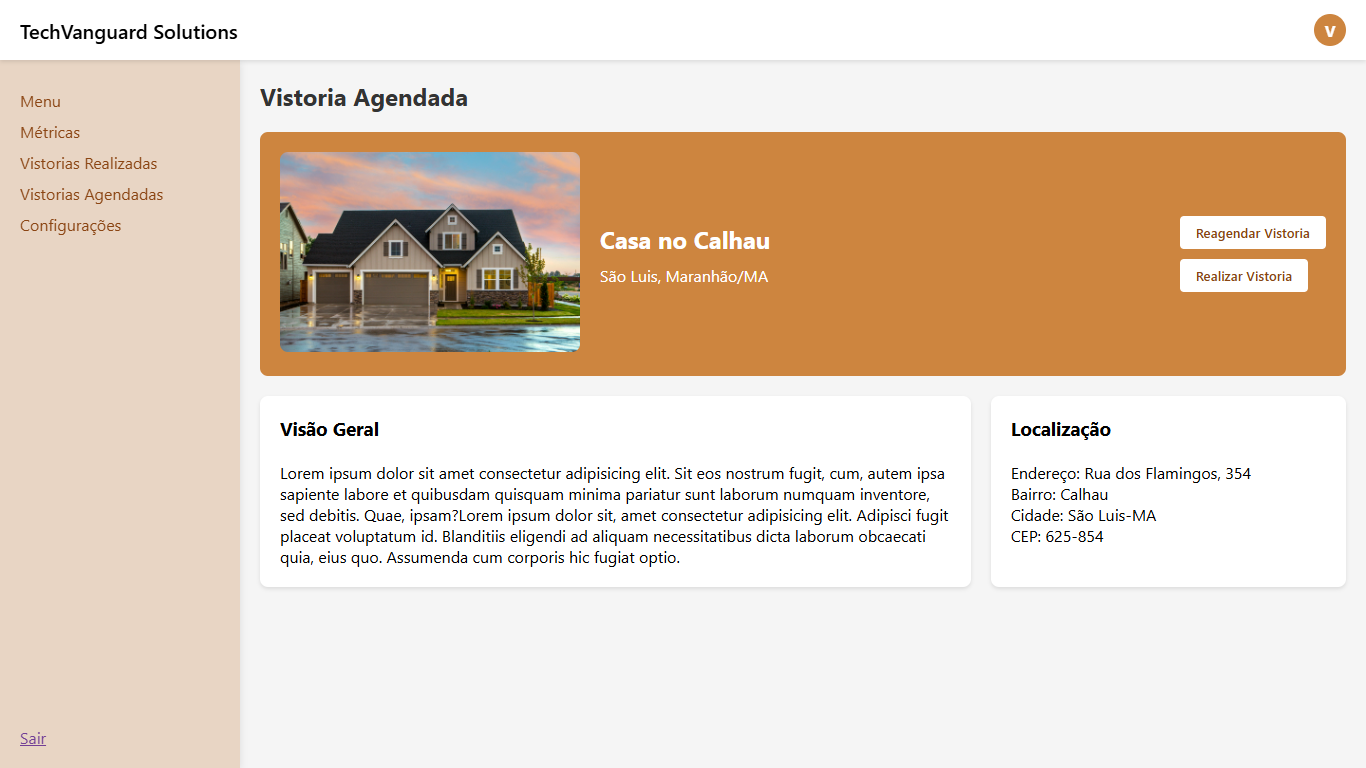 TechVanguard Solutions
V
Menu
Métricas
Vistorias Realizadas
Vistorias Agendadas
Configurações
Sair
Vistoria Agendada
Casa no Calhau
São Luis, Maranhão/MA
Reagendar Vistoria
Realizar Vistoria
Visão Geral
Lorem ipsum dolor sit amet consectetur adipisicing elit. Sit eos nostrum fugit, cum, autem ipsa
sapiente labore et quibusdam quisquam minima pariatur sunt laborum numquam inventore,
sed debitis. Quae, ipsam?Lorem ipsum dolor sit, amet consectetur adipisicing elit. Adipisci fugit
placeat voluptatum id. Blanditiis eligendi ad aliquam necessitatibus dicta laborum obcaecati
quia, eius quo. Assumenda cum corporis hic fugiat optio.
Localização
Endereço: Rua dos Flamingos, 354
Bairro: Calhau
Cidade: São Luis-MA
CEP: 625-854